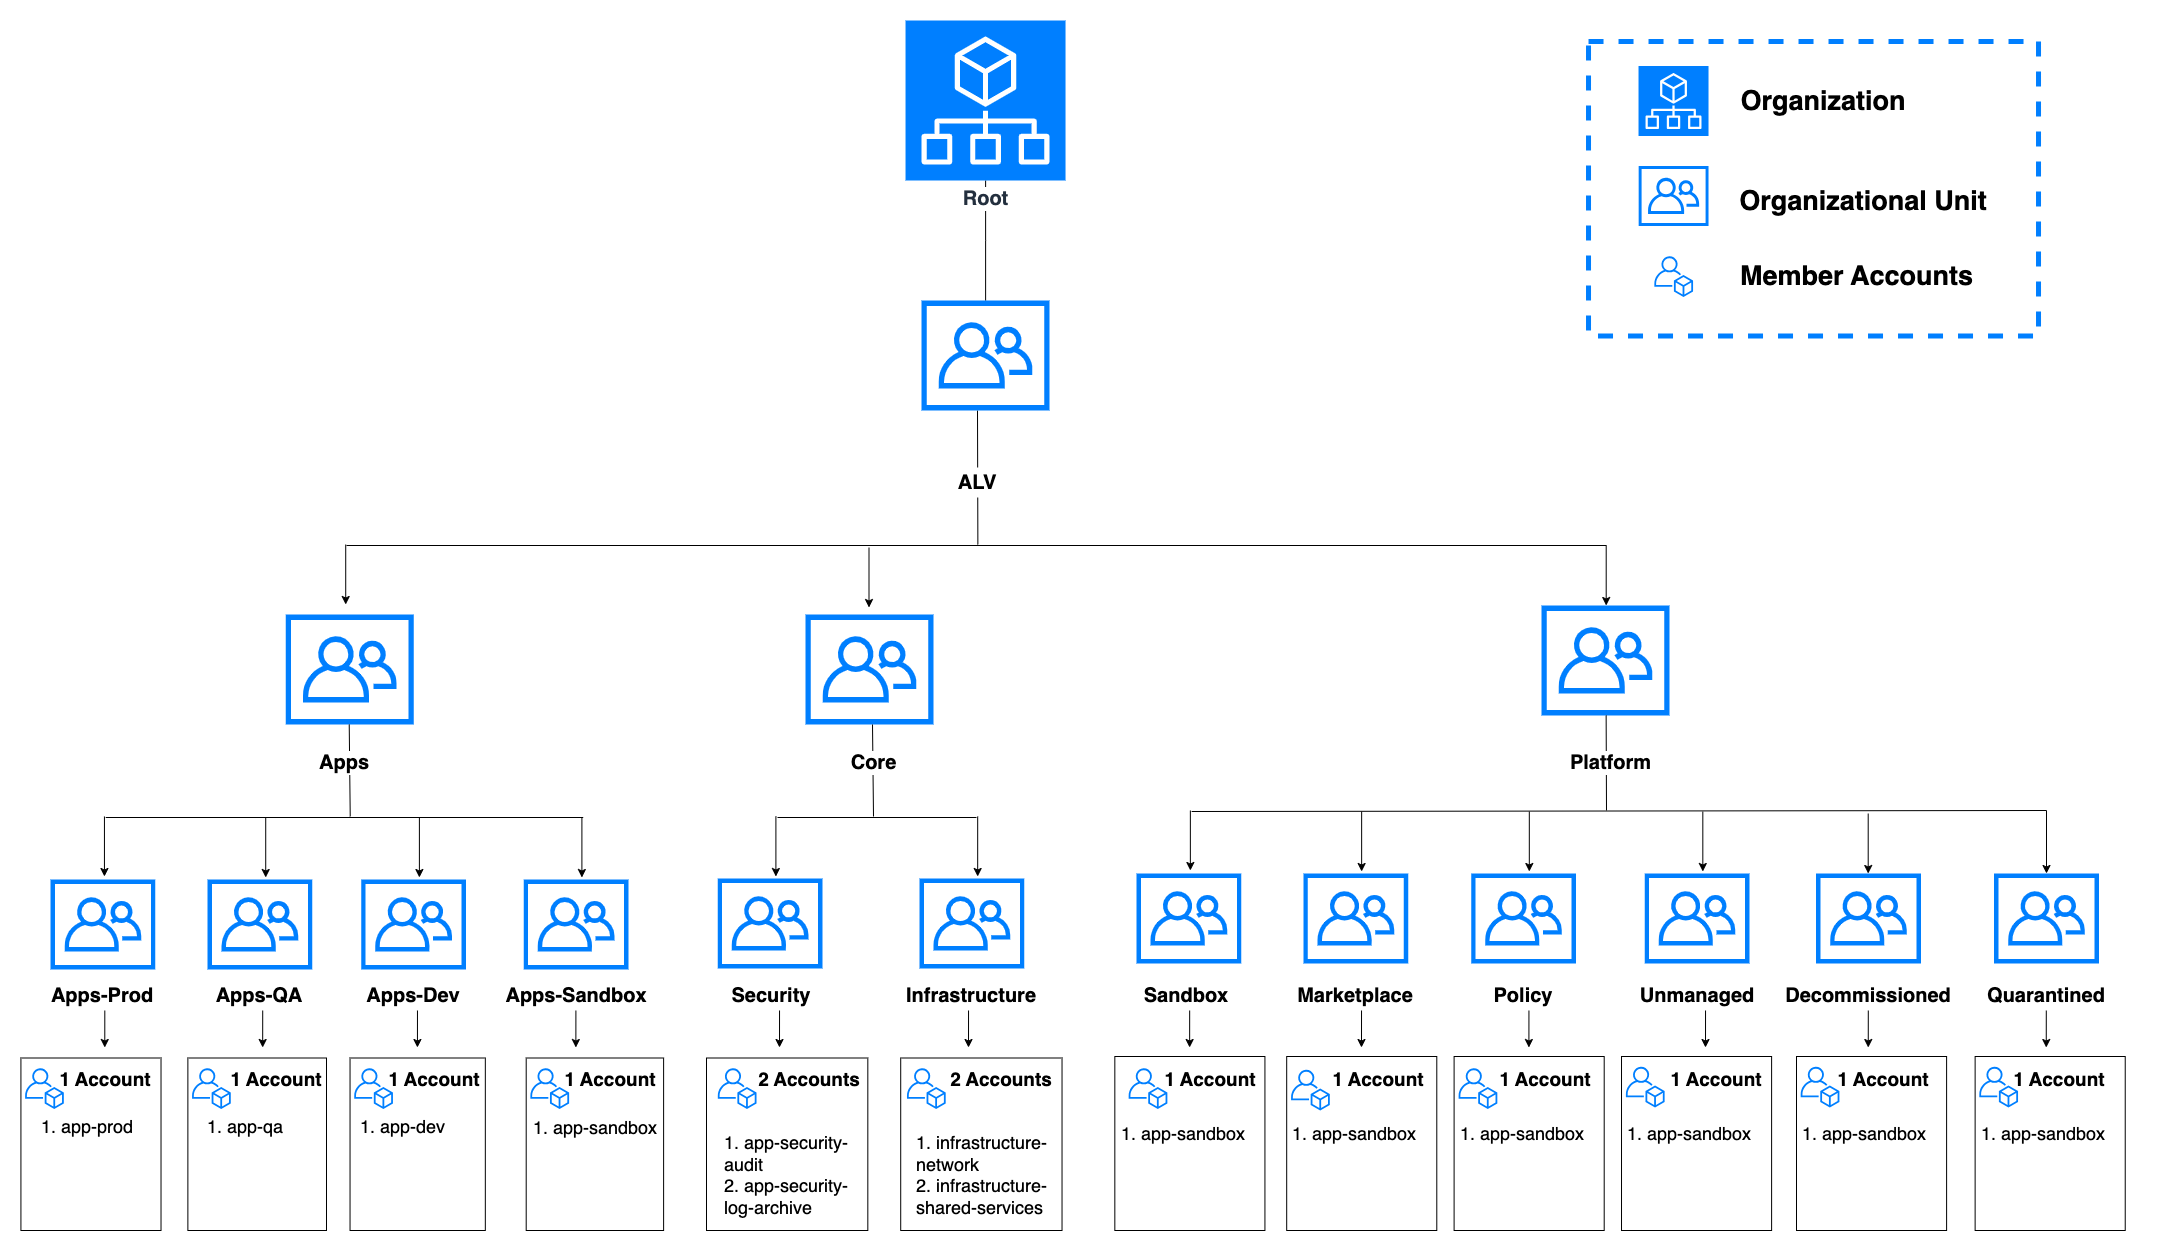 Organization
Organizational Unit
Member Accounts
Root
ALV
Apps
Core
Platform
Apps-Prod
Apps-QA
Apps-Dev
Apps-Sandbox
Security
Infrastructure
Sandbox
Marketplace
Policy
Unmanaged
Decommissioned
Quarantined
1 Account
1. app-prod
1 Account
1. app-qa
1 Account
1. app-dev
1 Account
1. app-sandbox
2 Accounts
1. app-security-
audit
2. app-security-
log-archive
2 Accounts
1. infrastructure-
network
2. infrastructure-
shared-services
1 Account
1. app-sandbox
1 Account
1. app-sandbox
1 Account
1. app-sandbox
1 Account
1. app-sandbox
1 Account
1. app-sandbox
1 Account
1. app-sandbox